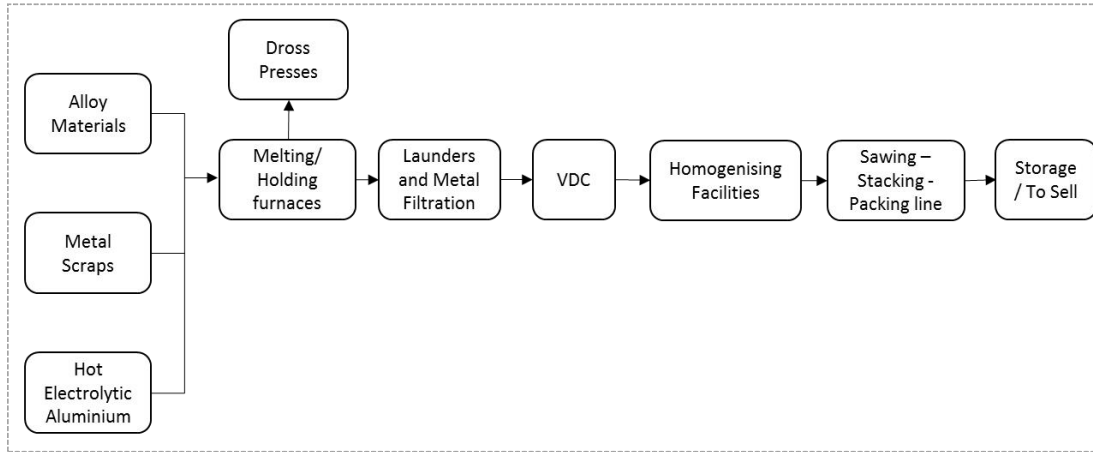 Dross
Presses
Alloy
Materials
Melting/
Holding
furnaces
Launders
and Metal
Filtration
VDC
Homogenising
Facilities
Sawing –
Stacking -
Packing line
Storage
/ To Sell
Metal
Scraps
Hot
Electrolytic
Aluminium